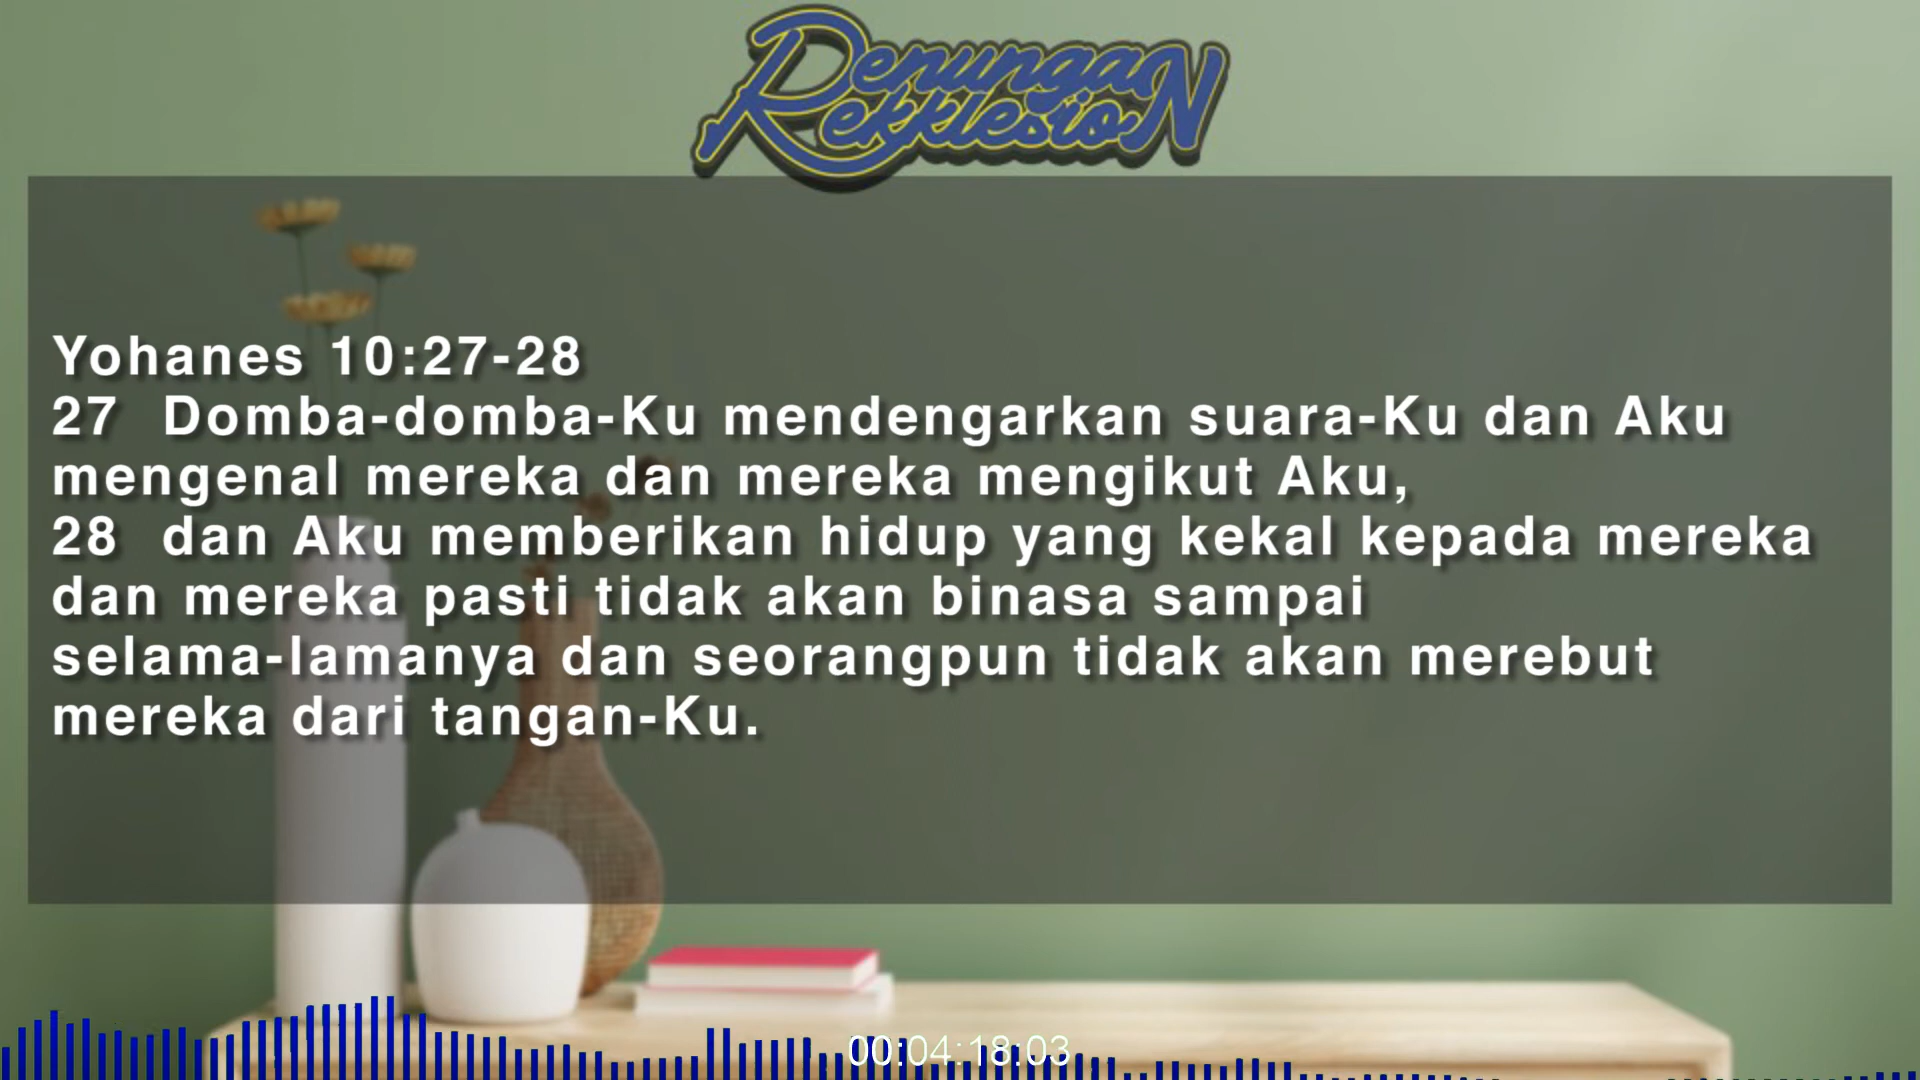 Renungan
Rekklesion
Yohanes 10:27-28
27 Domba-domba-Ku mendengarkan suara-Ku dan Aku
mengenal mereka dan mereka mengikut Aku,
28 dan Aku memberikan hidup yang kekal kepada mereka
dan mereka pasti tidak akan binasa sampai
selama-lamanya dan seorangpun tidak akan merebut
mereka dari tangan-Ku.
00:04:18:03